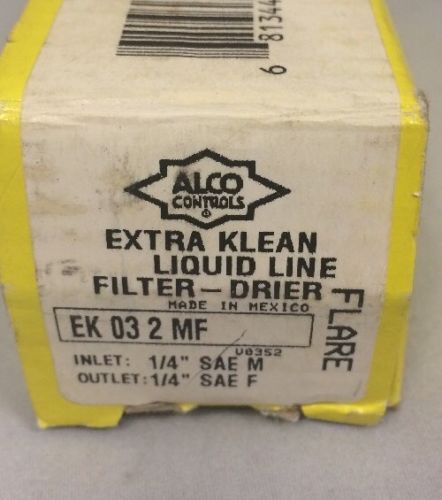 6 81344
ALCO
CONTROLS
EXTRA KLEAN
LIQUID LINE
FILTER-DRIER
MADE IN MEXICO
EK 03 2 MF
V0352
INLET: 1/4" SAE M
OUTLET: 1/4" SAE F
FLARE